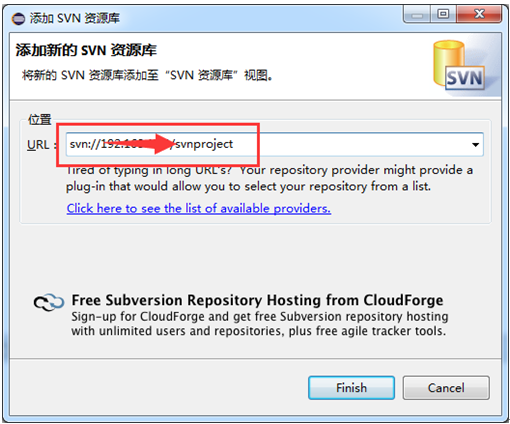 添加 SVN 资源库
添加新的 SVN 资源库
将新的 SVN 资源库添加至“SVN 资源库”视图。
SVN
位置
URL:
svn:// /svnproject
Tired of typing in long URL's? Your repository provider might provide a
plug-in that would allow you to select your repository from a list.
Click here to see the list of available providers.
Free Subversion Repository Hosting from CloudForge
Sign-up for CloudForge and get free Subversion repository hosting
with unlimited users and repositories, plus free agile tracker tools.
Finish
Cancel